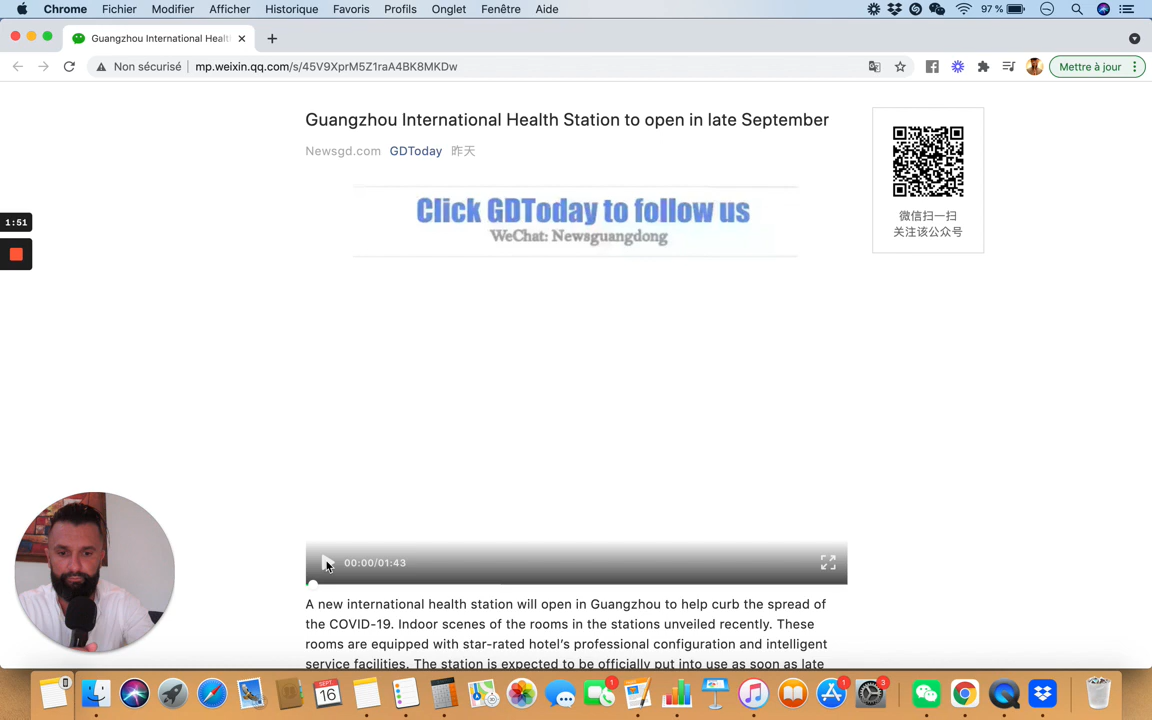 Chrome Fichier Modifier Afficher Historique Favoris Profils Onglet Fenêtre Aide 97 %
Guangzhou International Healt
Non sécurisé mp.weixin.qq.com/s/45V9XprM5Z1raA4BK8MKDw Mettre à jour
Guangzhou International Health Station to open in late September
Newsgd.com GDToday 昨天
Click GDToday to follow us
WeChat: Newsguangdong
微信扫一扫
关注该公众号
1:51
00:00/01:43
A new international health station will open in Guangzhou to help curb the spread of
the COVID-19. Indoor scenes of the rooms in the stations unveiled recently. These
rooms are equipped with star-rated hotel's professional configuration and intelligent
service facilities. The station is expected to be officially put into use as soon as late
SEPT.
16
1
1
3